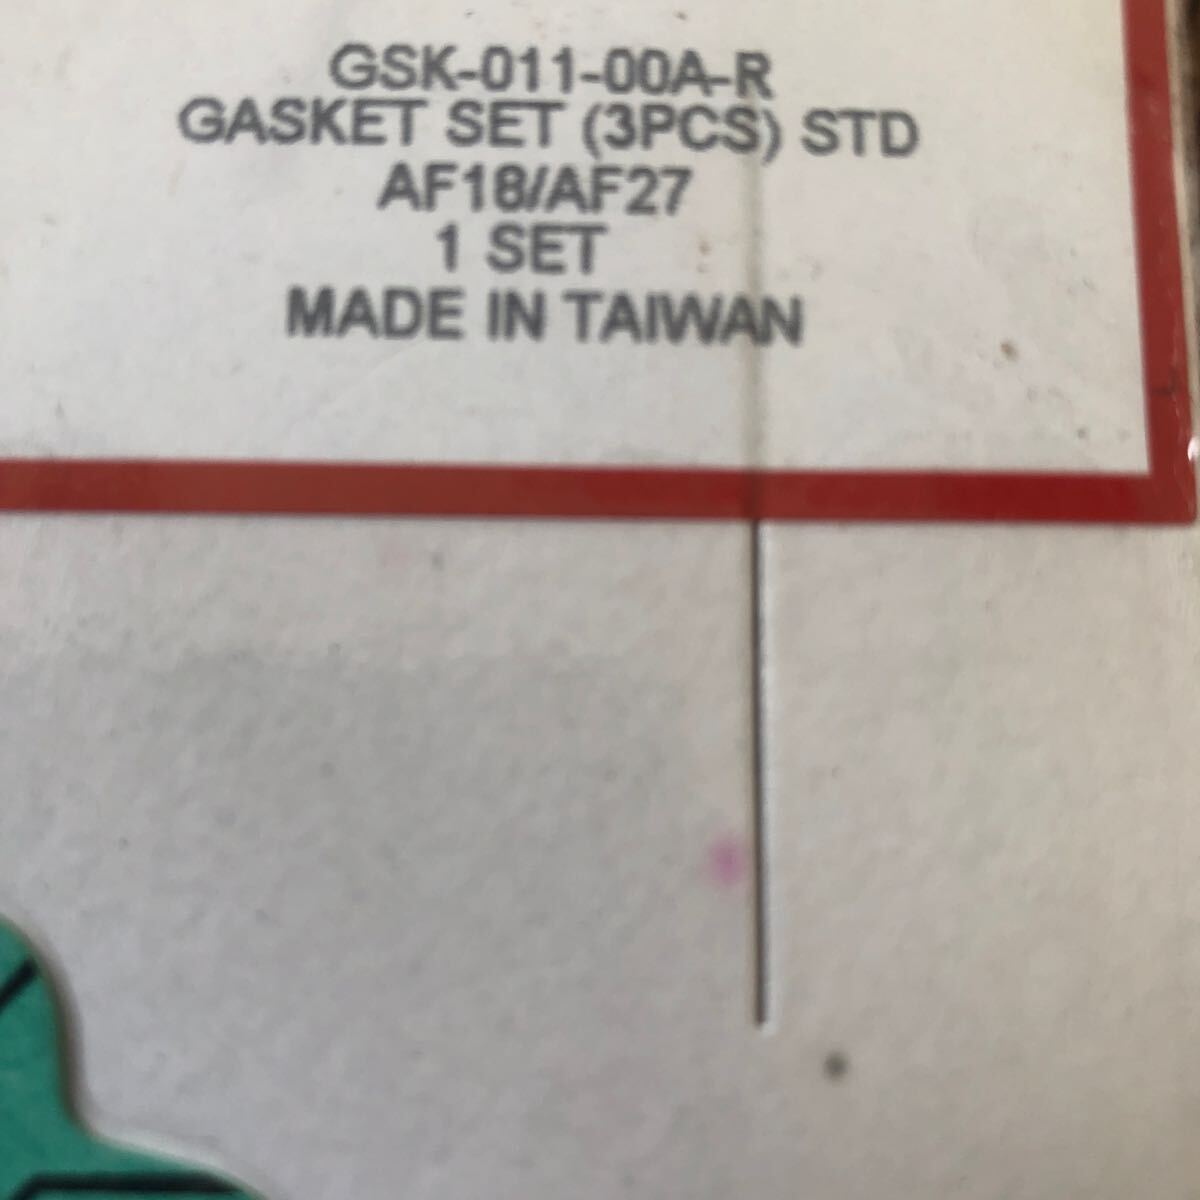 GSK-011-00A-R
GASKET SET (3PCS) STD
AF18/AF27
1 SET
MADE IN TAIWAN